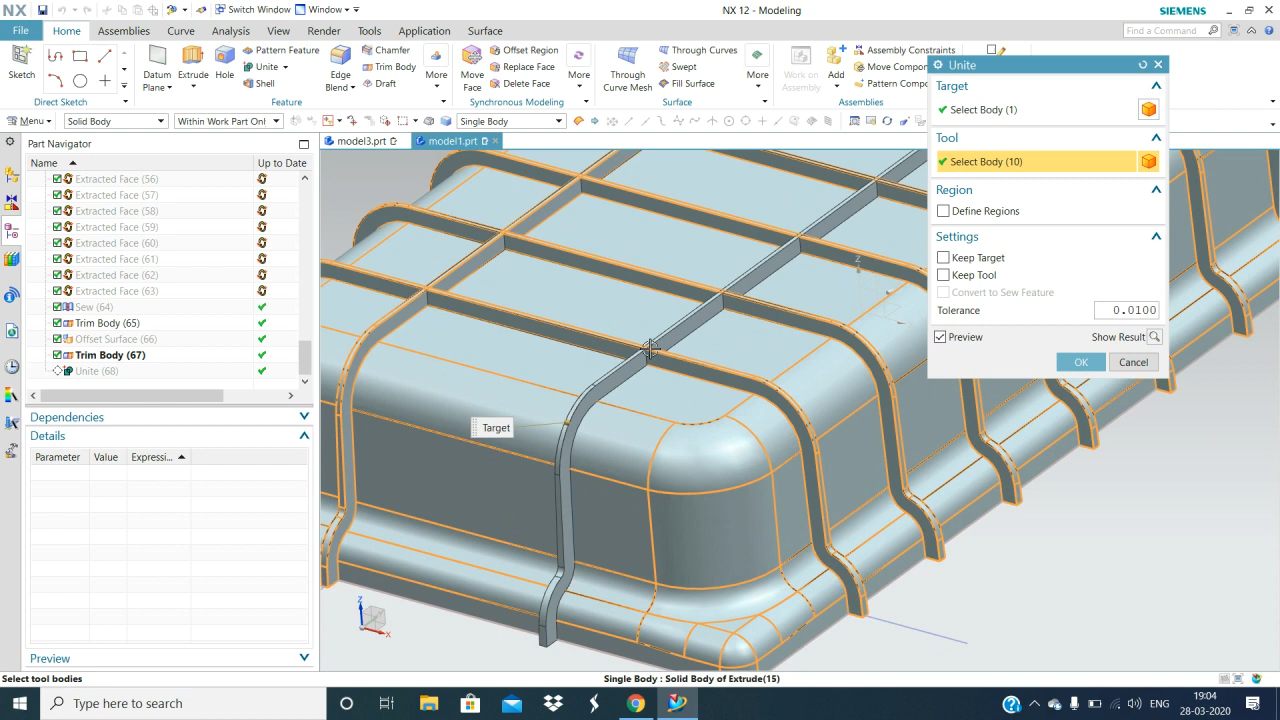 NX
Switch Window
Window
NX 12 - Modeling
SIEMENS
File
Home
Assemblies
Curve
Analysis
View
Render
Tools
Application
Surface
Find a Command
Sketch
Direct Sketch
Datum Plane
Extrude
Hole
Pattern Feature
Unite
Shell
Edge Blend
Chamfer
Trim Body
Draft
More
Feature
Move Face
Offset Region
Replace Face
Delete Face
More
Synchronous Modeling
Through Curve Mesh
Through Curves
Swept
Fill Surface
More
Surface
Work on Assembly
Add
Assembly Constraints
Move Compo
Pattern Compo
Assemblies
Menu
Solid Body
Within Work Part Onl
Single Body
Part Navigator
model3.prt
model1.prt
Name
Up to Date
Extracted Face (56)
Extracted Face (57)
Extracted Face (58)
Extracted Face (59)
Extracted Face (60)
Extracted Face (61)
Extracted Face (62)
Extracted Face (63)
Sew (64)
Trim Body (65)
Offset Surface (66)
Trim Body (67)
Unite (68)
Dependencies
Details
Parameter Value Expressi...
Preview
Target
Z
Z
X
Unite
Target
Select Body (1)
Tool
Select Body (10)
Region
Define Regions
Settings
Keep Target
Keep Tool
Convert to Sew Feature
Tolerance 0.0100
Preview Show Result
OK Cancel
Select tool bodies
Single Body : Solid Body of Extrude(15)
Type here to search
ENG
19:04
28-03-2020